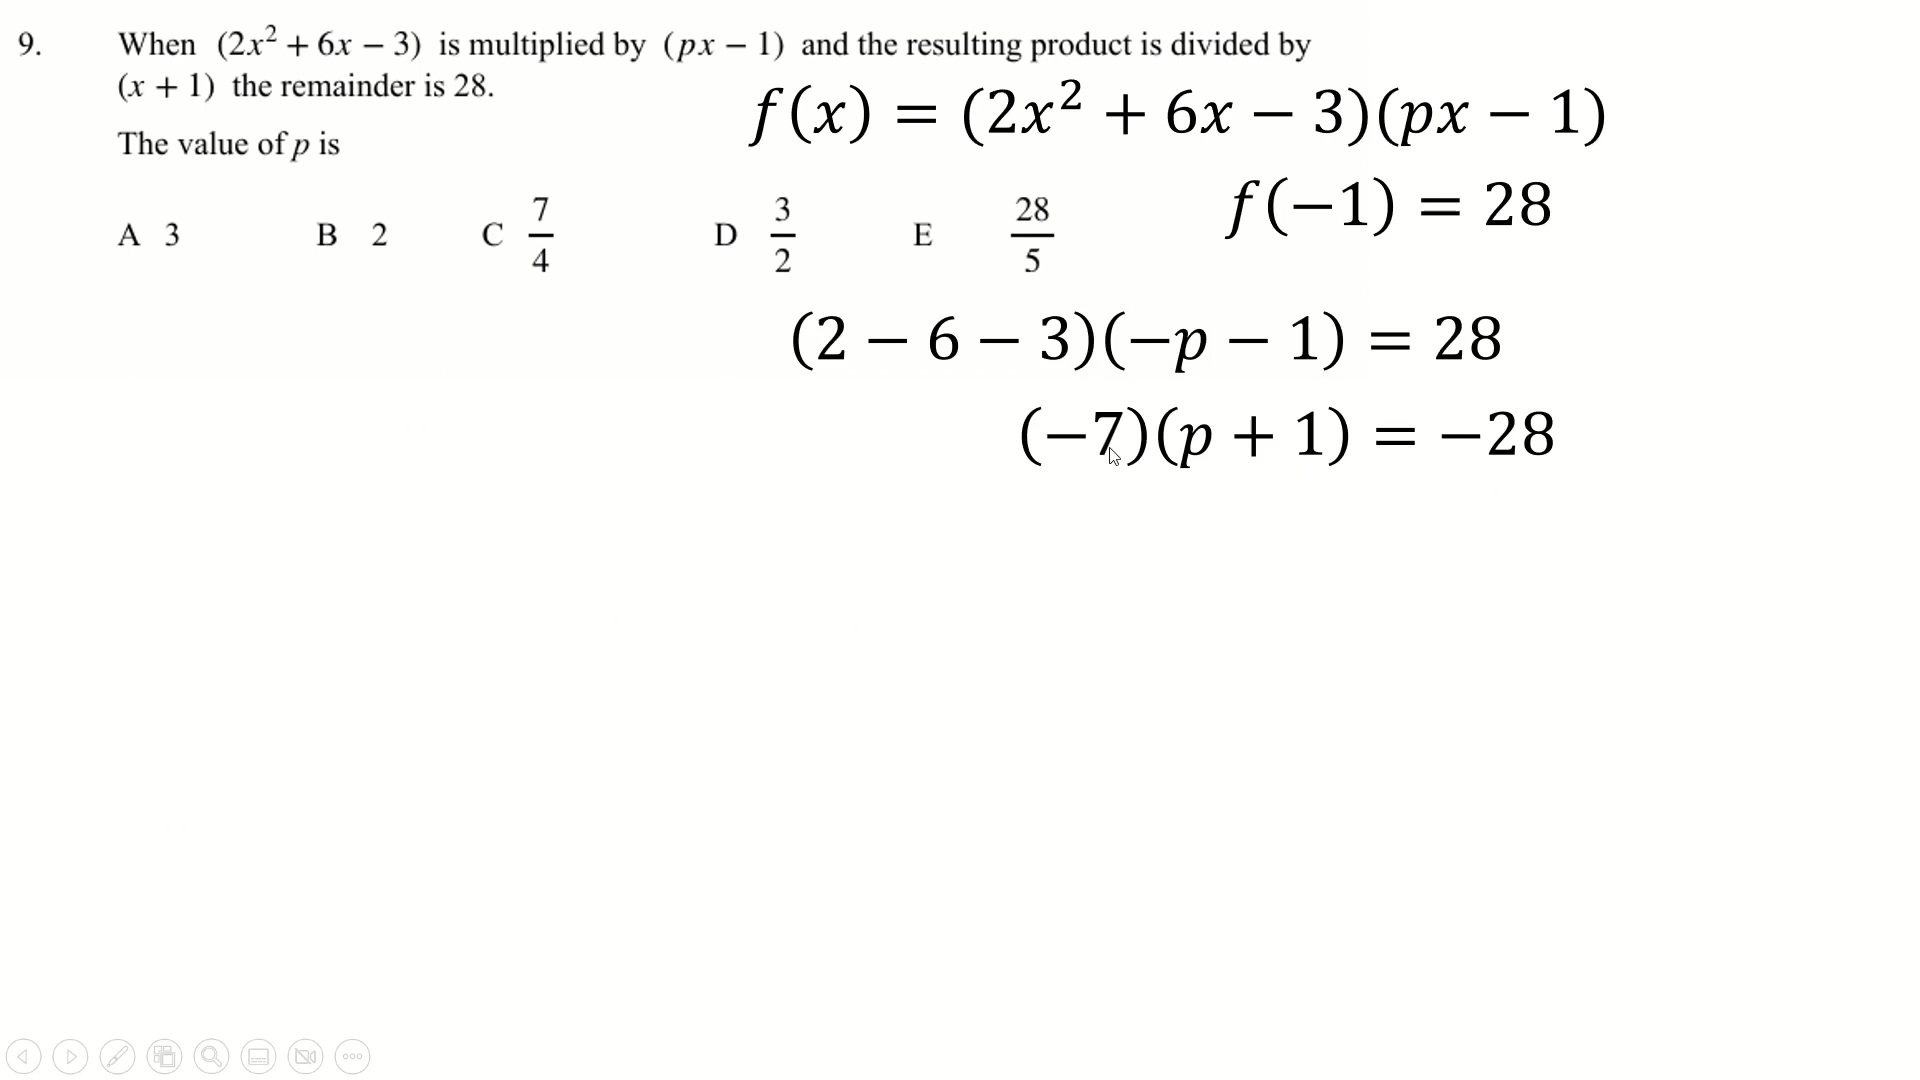 9. When (2x² + 6x − 3) is multiplied by (px − 1) and the resulting product is divided by
(x + 1) the remainder is 28.
f(x) = (2x² + 6x − 3)(px − 1)
The value of p is
f(−1) = 28
A 3 B 2 C 7/4 D 3/2 E 28/5
(2 − 6 − 3)(−p − 1) = 28
(−7)(p + 1) = −28